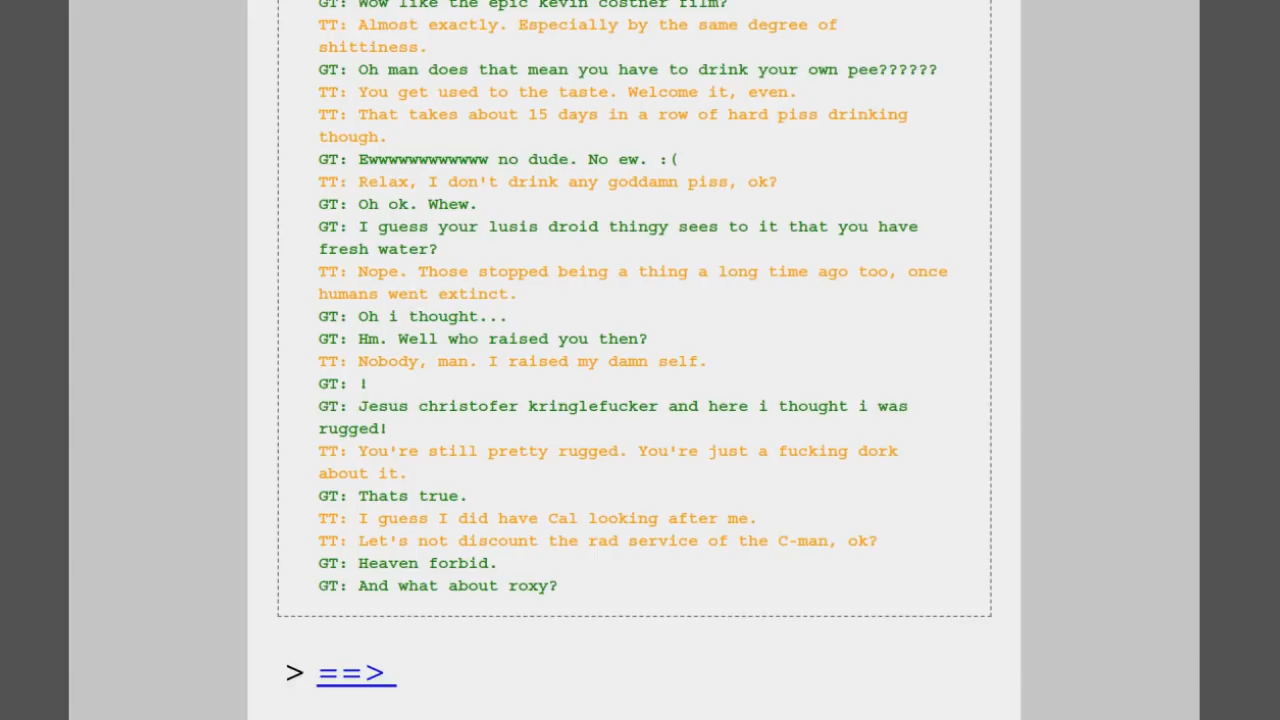 GT: Wow like the epic kevin costner film?
TT: Almost exactly. Especially by the same degree of
shittiness.
GT: Oh man does that mean you have to drink your own pee??????
TT: You get used to the taste. Welcome it, even.
TT: That takes about 15 days in a row of hard piss drinking
though.
GT: Ewwwwwwwwwwww no dude. No ew. :(
TT: Relax, I don't drink any goddamn piss, ok?
GT: Oh ok. Whew.
GT: I guess your lusis droid thingy sees to it that you have
fresh water?
TT: Nope. Those stopped being a thing a long time ago too, once
humans went extinct.
GT: Oh i thought...
GT: Hm. Well who raised you then?
TT: Nobody, man. I raised my damn self.
GT: !
GT: Jesus christofer kringlefucker and here i thought i was
rugged!
TT: You're still pretty rugged. You're just a fucking dork
about it.
GT: Thats true.
TT: I guess I did have Cal looking after me.
TT: Let's not discount the rad service of the C-man, ok?
GT: Heaven forbid.
GT: And what about roxy?
> ==>